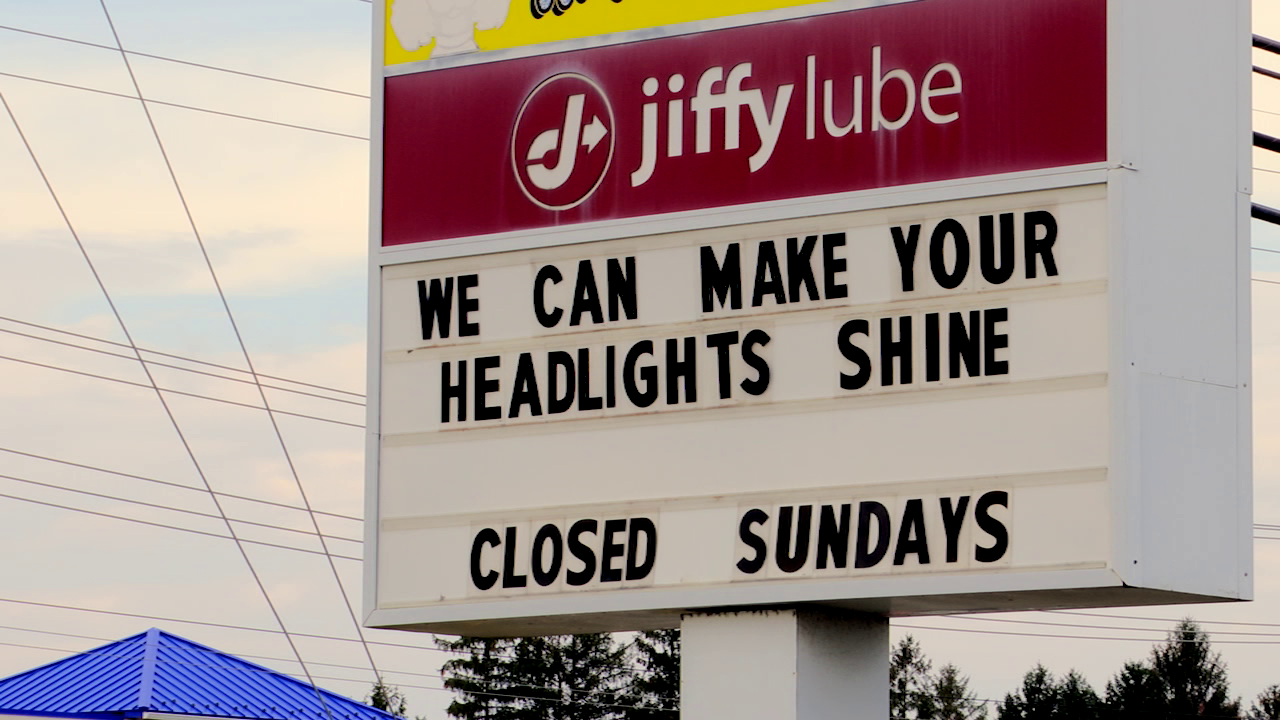 jiffy lube
WE CAN MAKE YOUR
HEADLIGHTS SHINE
CLOSED SUNDAYS